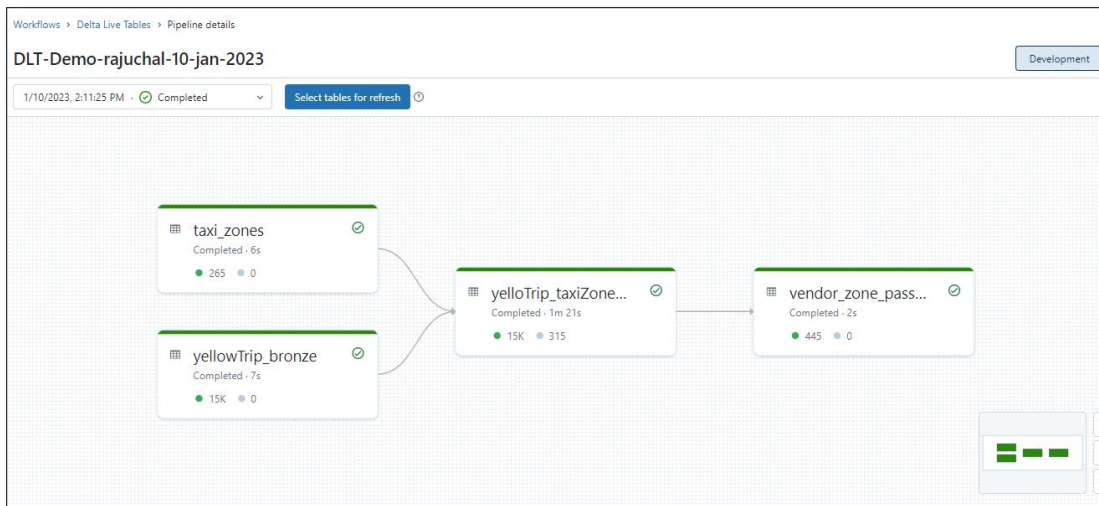 Workflows > Delta Live Tables > Pipeline details
DLT-Demo-rajuchal-10-jan-2023
Development
1/10/2023, 2:11:25 PM · Completed
Select tables for refresh
taxi_zones
Completed · 6s
265 0
yellowTrip_bronze
Completed · 7s
15K 0
yelloTrip_taxiZone...
Completed · 1m 21s
15K 315
vendor_zone_pass...
Completed · 2s
445 0